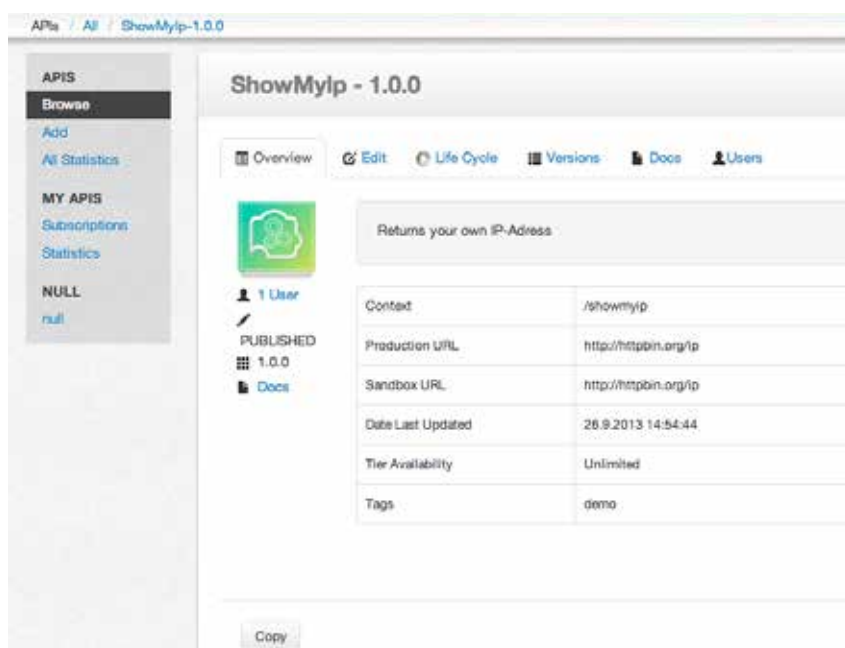 APIs / All / ShowMyIp-1.0.0
APIS
Browse
Add
All Statistics
MY APIS
Subscriptions
Statistics
NULL
null
ShowMyIp - 1.0.0
Overview Edit Life Cycle Versions Docs Users
1 User
PUBLISHED
1.0.0
Docs
Returns your own IP-Adress
Context /showmyip
Production URL http://httpbin.org/ip
Sandbox URL http://httpbin.org/ip
Date Last Updated 26.9.2013 14:54:44
Tier Availability Unlimited
Tags demo
Copy